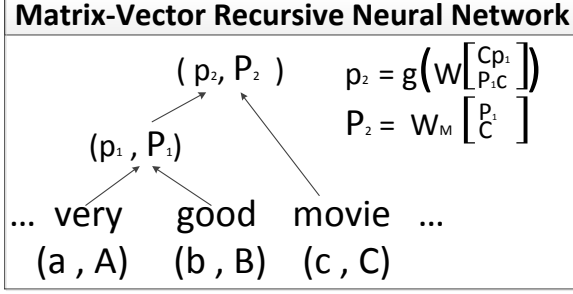 Matrix-Vector Recursive Neural Network
( p₂, P₂ )
p₂ = g(W[Cp₁ P₁c])
P₂ = W_M [P₁ C]
(p₁ , P₁)
... very good movie ...
(a , A) (b , B) (c , C)